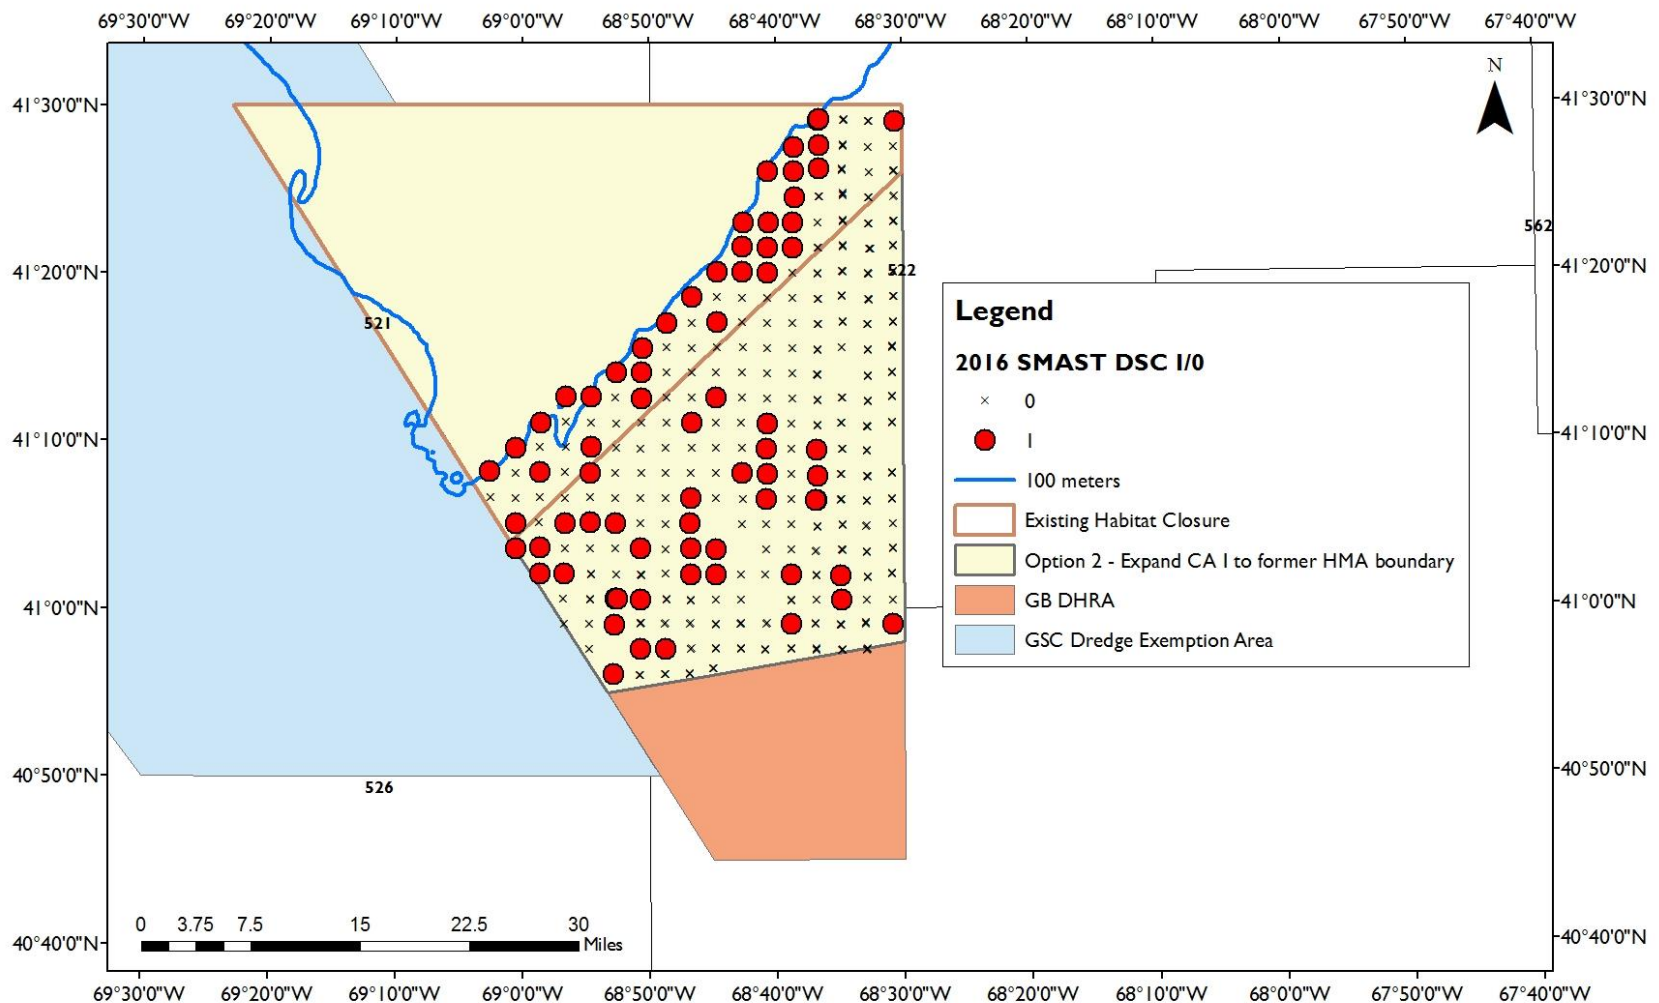 69°30'0"W 69°20'0"W 69°10'0"W 69°0'0"W 68°50'0"W 68°40'0"W 68°30'0"W 68°20'0"W 68°10'0"W 68°0'0"W 67°50'0"W 67°40'0"W
N
41°30'0"N 41°30'0"N
562
41°20'0"N 522 41°20'0"N
Legend
521
2016 SMAST DSC 1/0
0
41°10'0"N 1 41°10'0"N
100 meters
Existing Habitat Closure
Option 2 - Expand CA I to former HMA boundary
41°0'0"N GB DHRA 41°0'0"N
GSC Dredge Exemption Area
40°50'0"N 40°50'0"N
526
0 3.75 7.5 15 22.5 30
Miles
40°40'0"N 40°40'0"N
69°30'0"W 69°20'0"W 69°10'0"W 69°0'0"W 68°50'0"W 68°40'0"W 68°30'0"W 68°20'0"W 68°10'0"W 68°0'0"W 67°50'0"W 67°40'0"W